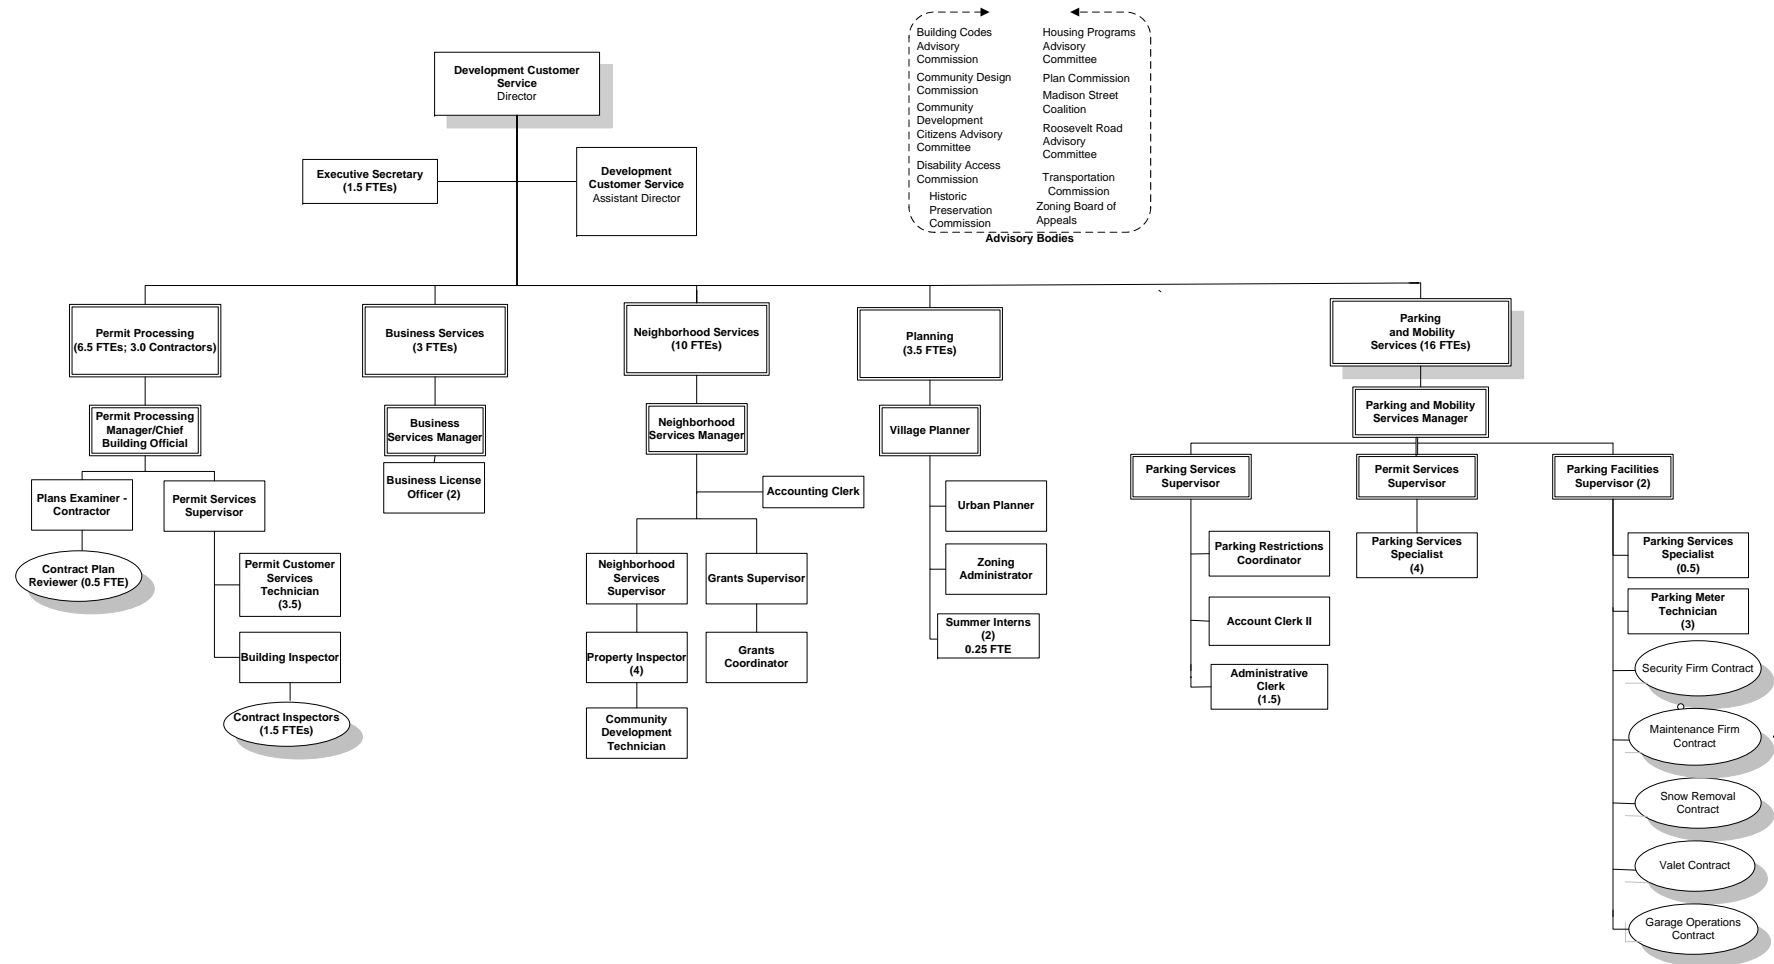 Development Customer
Service
Director
Executive Secretary
(1.5 FTEs)
Development
Customer Service
Assistant Director
Building Codes
Advisory
Commission
Community Design
Commission
Community
Development
Citizens Advisory
Committee
Disability Access
Commission
Historic
Preservation
Commission
Housing Programs
Advisory
Committee
Plan Commission
Madison Street
Coalition
Roosevelt Road
Advisory
Committee
Transportation
Commission
Zoning Board of
Appeals
Advisory Bodies
Permit Processing
(6.5 FTEs; 3.0 Contractors)
Permit Processing
Manager/Chief
Building Official
Plans Examiner -
Contractor
Contract Plan
Reviewer (0.5 FTE)
Permit Services
Supervisor
Permit Customer
Services
Technician
(3.5)
Building Inspector
Contract Inspectors
(1.5 FTEs)
Business Services
(3 FTEs)
Business
Services Manager
Business License
Officer (2)
Neighborhood Services
(10 FTEs)
Neighborhood
Services Manager
Accounting Clerk
Neighborhood
Services
Supervisor
Property Inspector
(4)
Community
Development
Technician
Grants Supervisor
Grants
Coordinator
Planning
(3.5 FTEs)
Village Planner
Urban Planner
Zoning
Administrator
Summer Interns
(2)
0.25 FTE
Parking
and Mobility
Services (16 FTEs)
Parking and Mobility
Services Manager
Parking Services
Supervisor
Parking Restrictions
Coordinator
Account Clerk II
Administrative
Clerk
(1.5)
Permit Services
Supervisor
Parking Services
Specialist
(4)
Parking Facilities
Supervisor (2)
Parking Services
Specialist
(0.5)
Parking Meter
Technician
(3)
Security Firm Contract
Maintenance Firm
Contract
Snow Removal
Contract
Valet Contract
Garage Operations
Contract